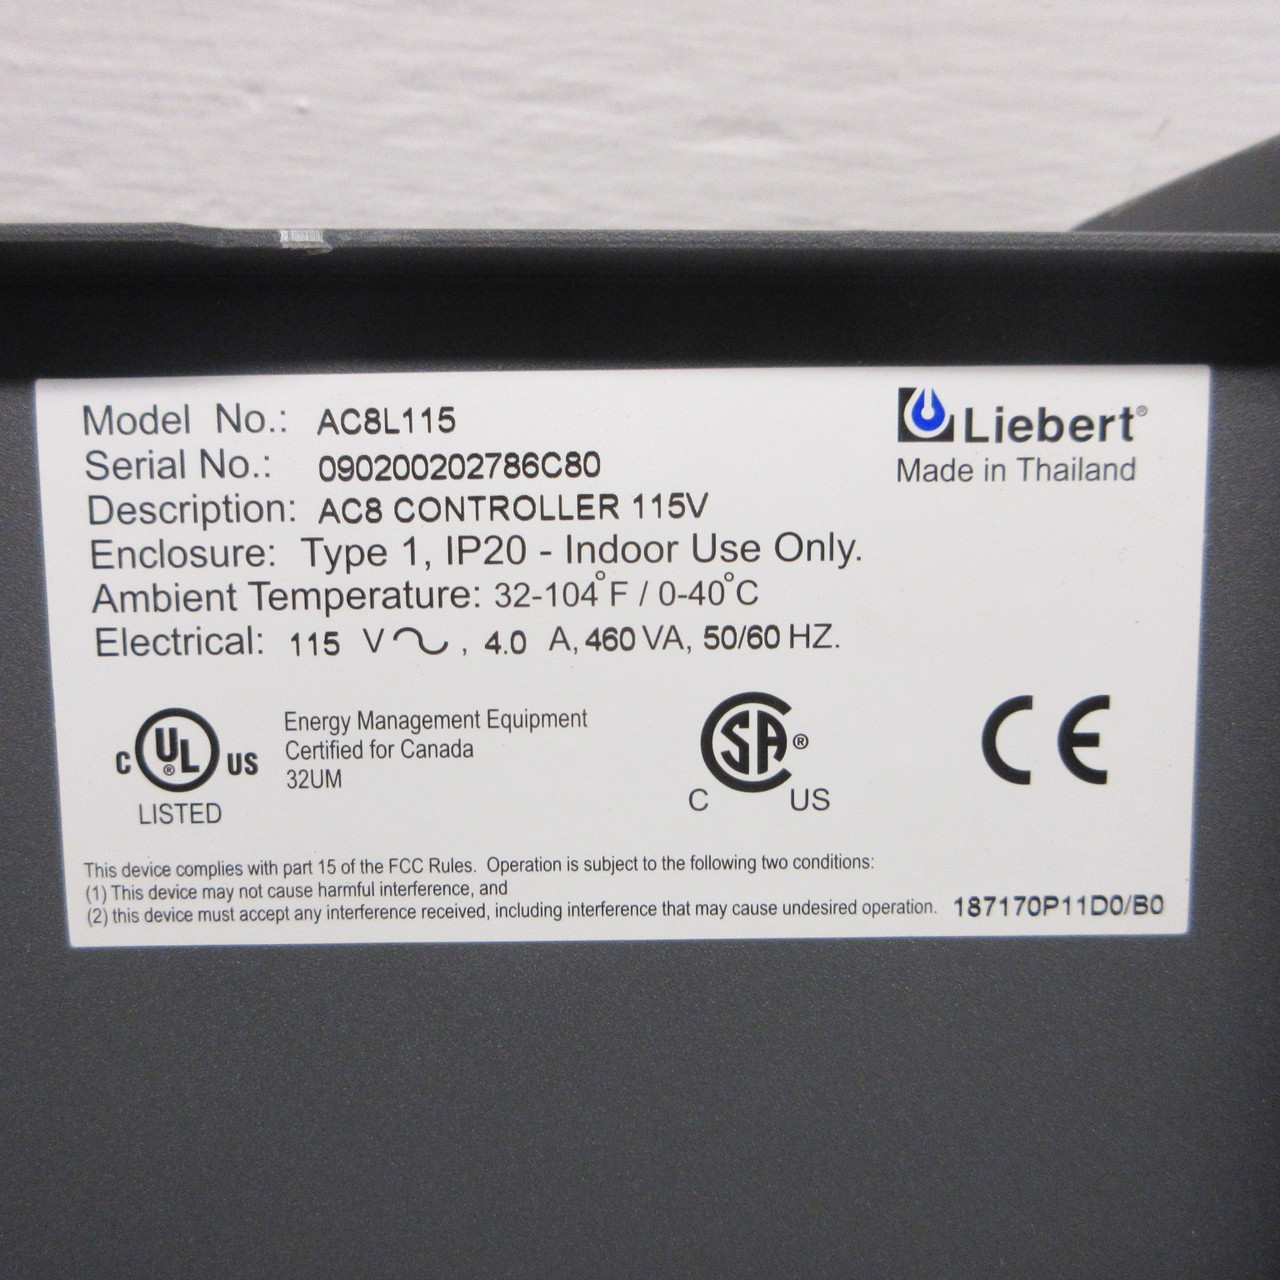 Model No.: AC8L115
Serial No.: 090200202786C80
Description: AC8 CONTROLLER 115V
Enclosure: Type 1, IP20 - Indoor Use Only.
Ambient Temperature: 32-104°F / 0-40°C
Electrical: 115 V～, 4.0 A, 460 VA, 50/60 HZ.
Liebert®
Made in Thailand
C UL® US
LISTED
Energy Management Equipment
Certified for Canada
32UM
SA®
C US
CE
This device complies with part 15 of the FCC Rules. Operation is subject to the following two conditions:
(1) This device may not cause harmful interference, and
(2) this device must accept any interference received, including interference that may cause undesired operation. 187170P11D0/B0